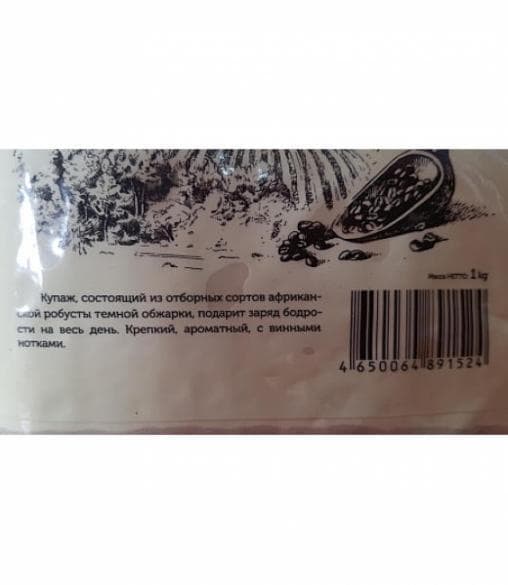 Масса НЕТТО: 1 kg
Купаж, состоящий из отборных сортов африкан-
ской робусты темной обжарки, подарит заряд бодро-
сти на весь день. Крепкий, ароматный, с винными
нотками.
4 650064 891524